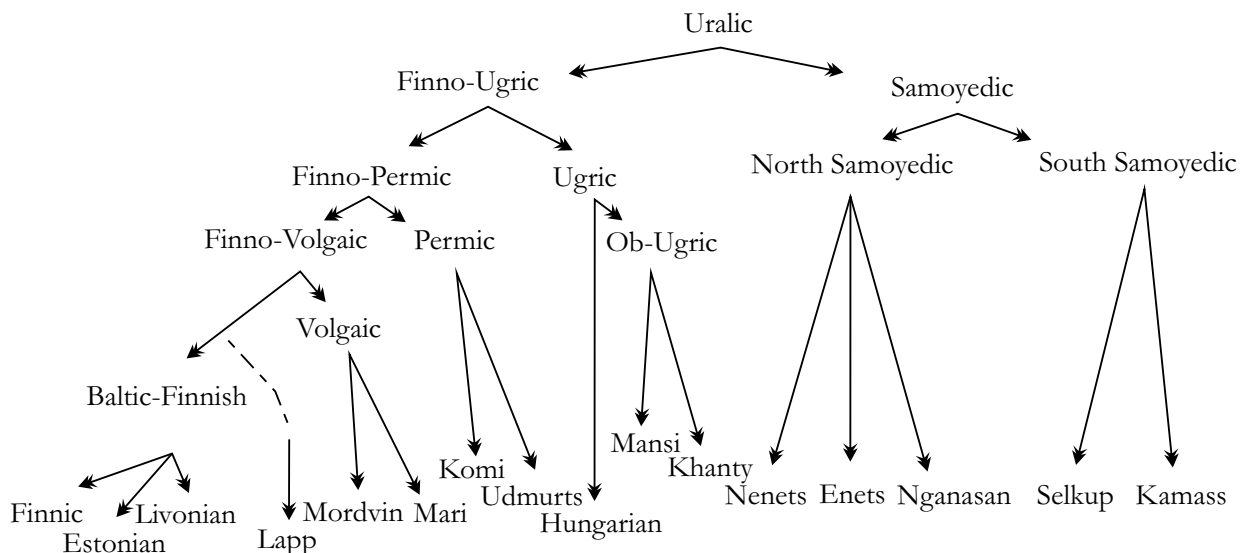 Uralic
Finno-Ugric
Samoyedic
Finno-Permic
Ugric
North Samoyedic
South Samoyedic
Finno-Volgaic
Permic
Ob-Ugric
Volgaic
Baltic-Finnish
Mansi
Khanty
Komi
Udmurts
Nenets
Enets
Nganasan
Selkup
Kamass
Finnic
Livonian
Mordvin
Mari
Hungarian
Estonian
Lapp